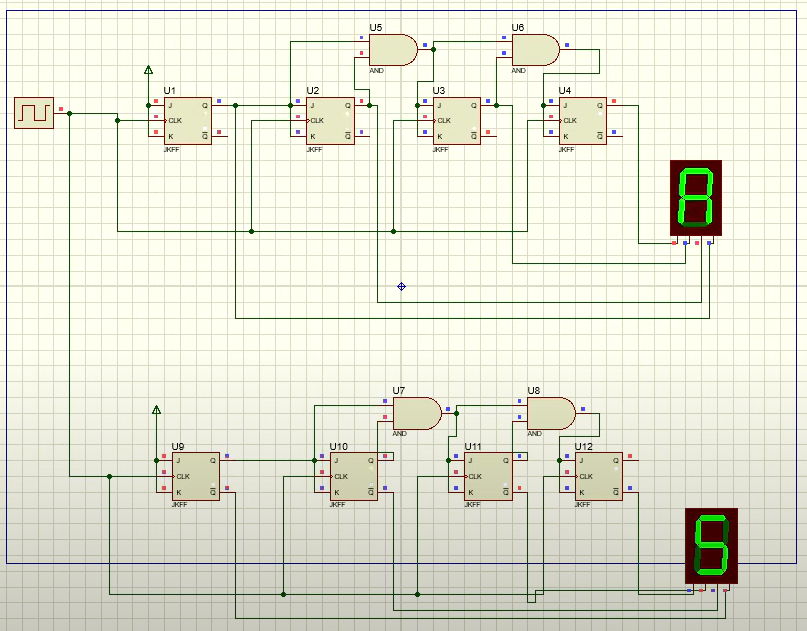 U5
U6
AND
AND
U1
U2
U3
U4
J Q
J Q
J Q
J Q
CLK
CLK
CLK
CLK
K Q
K Q
K Q
K Q
JKFF
JKFF
JKFF
JKFF
A
U7
U8
AND
AND
U9
U10
U11
U12
J Q
J Q
J Q
J Q
CLK
CLK
CLK
CLK
K Q
K Q
K Q
K Q
JKFF
JKFF
JKFF
JKFF
5